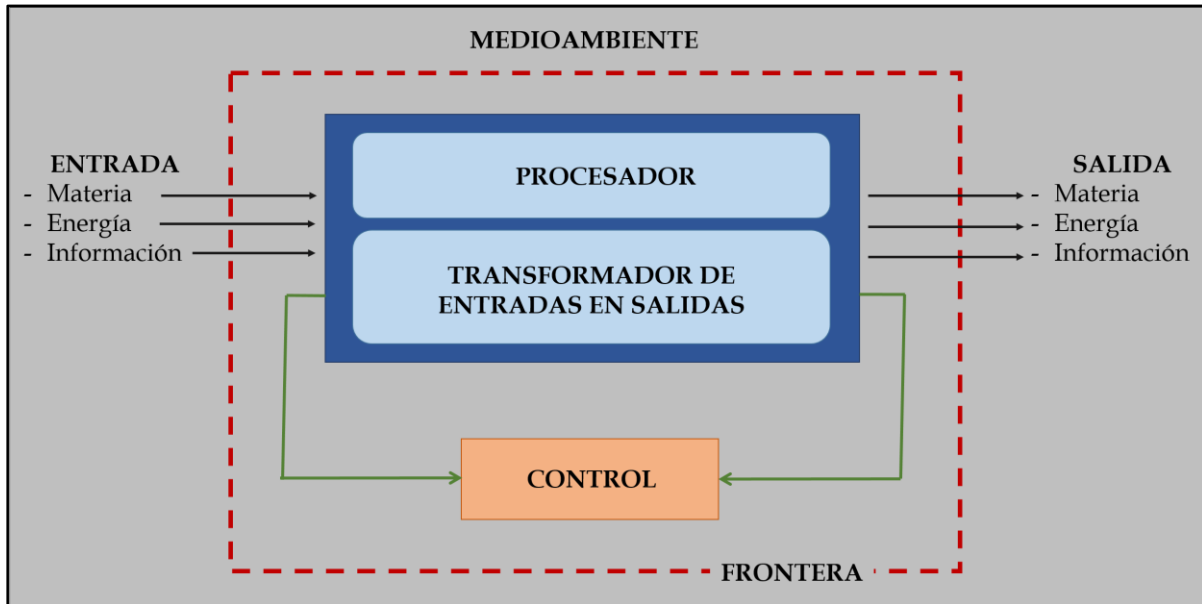 MEDIOAMBIENTE
ENTRADA
- Materia
- Energía
- Información
PROCESADOR
TRANSFORMADOR DE
ENTRADAS EN SALIDAS
SALIDA
- Materia
- Energía
- Información
CONTROL
FRONTERA